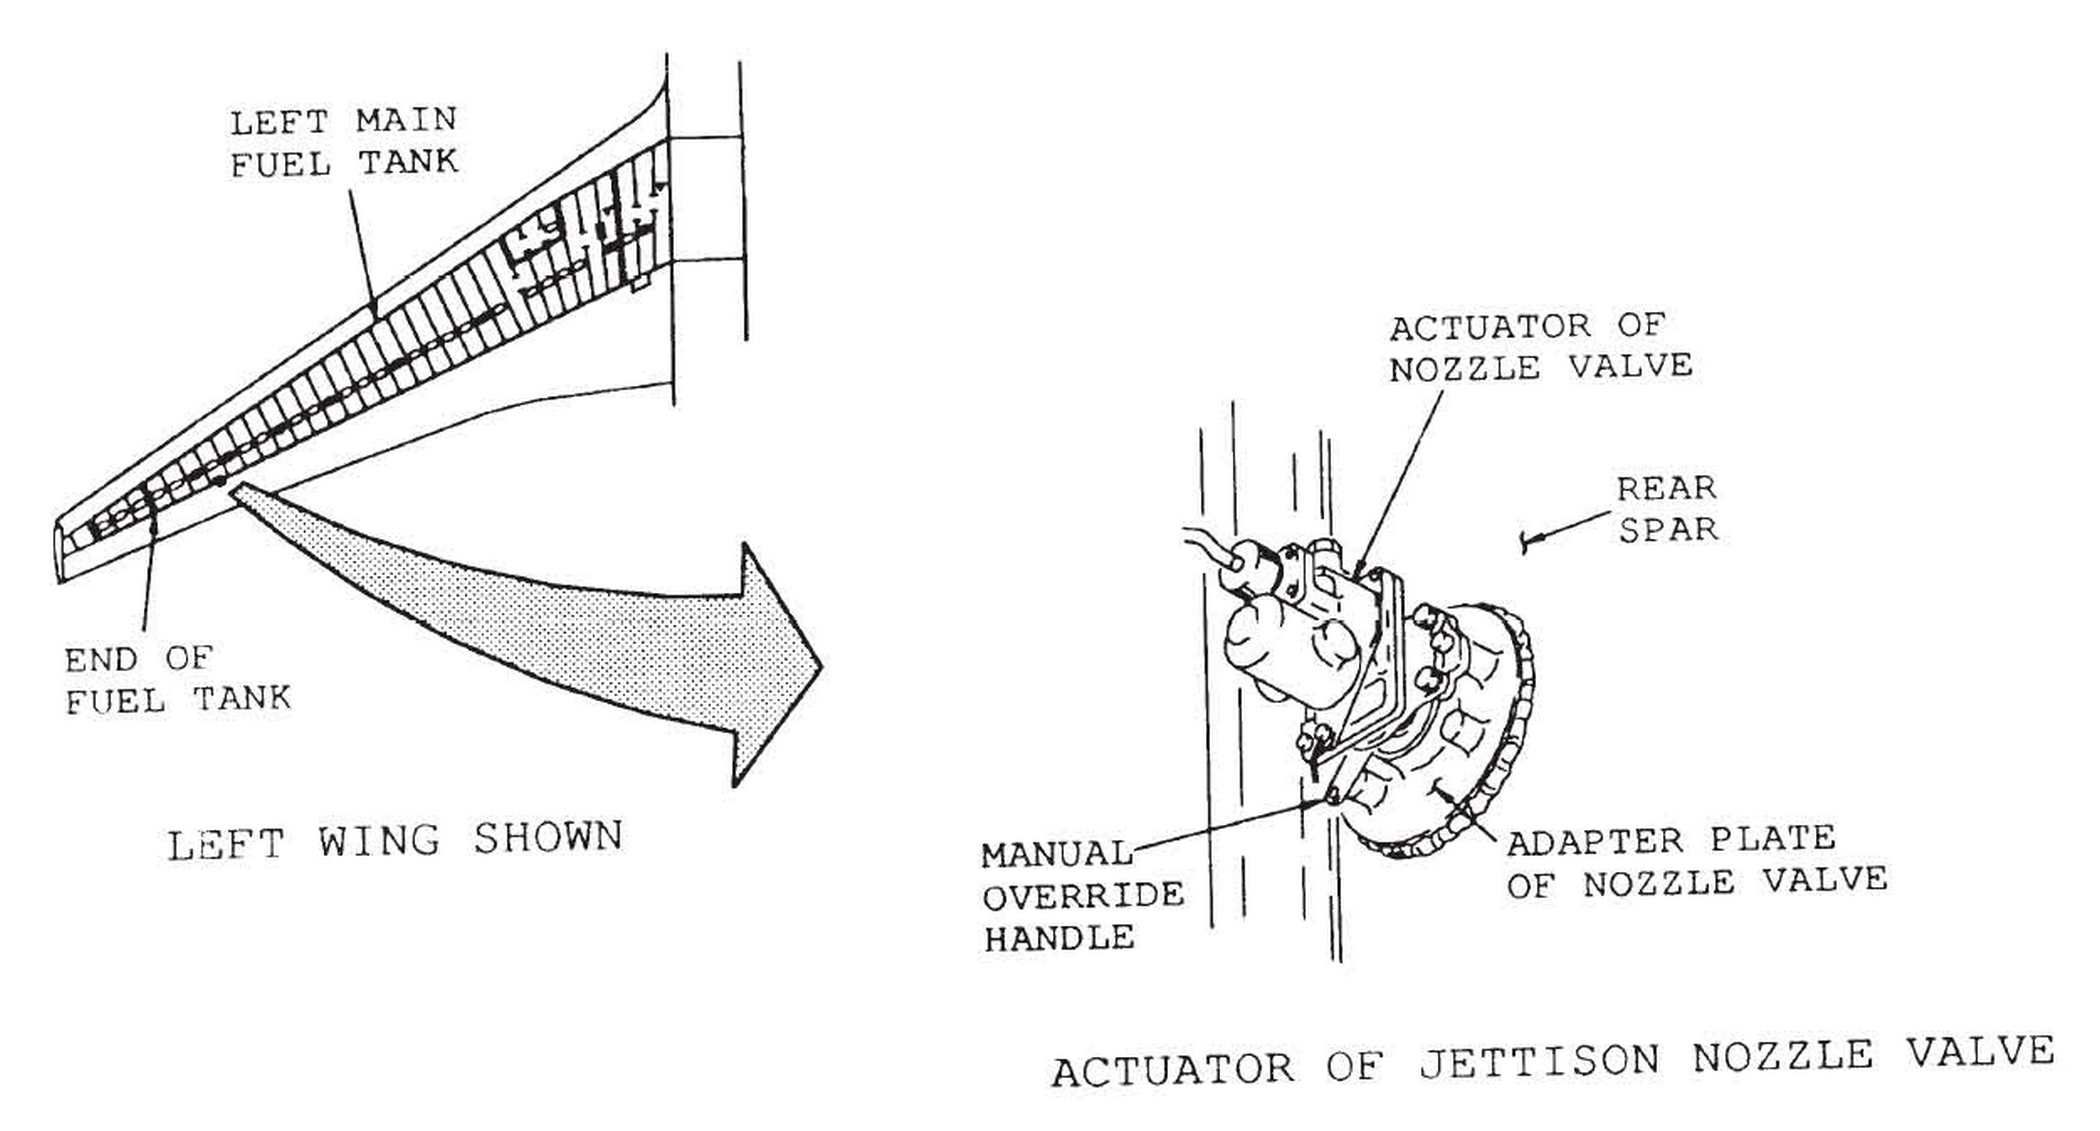 LEFT MAIN
FUEL TANK
END OF
FUEL TANK
LEFT WING SHOWN
ACTUATOR OF
NOZZLE VALVE
REAR
SPAR
MANUAL
OVERRIDE
HANDLE
ADAPTER PLATE
OF NOZZLE VALVE
ACTUATOR OF JETTISON NOZZLE VALVE